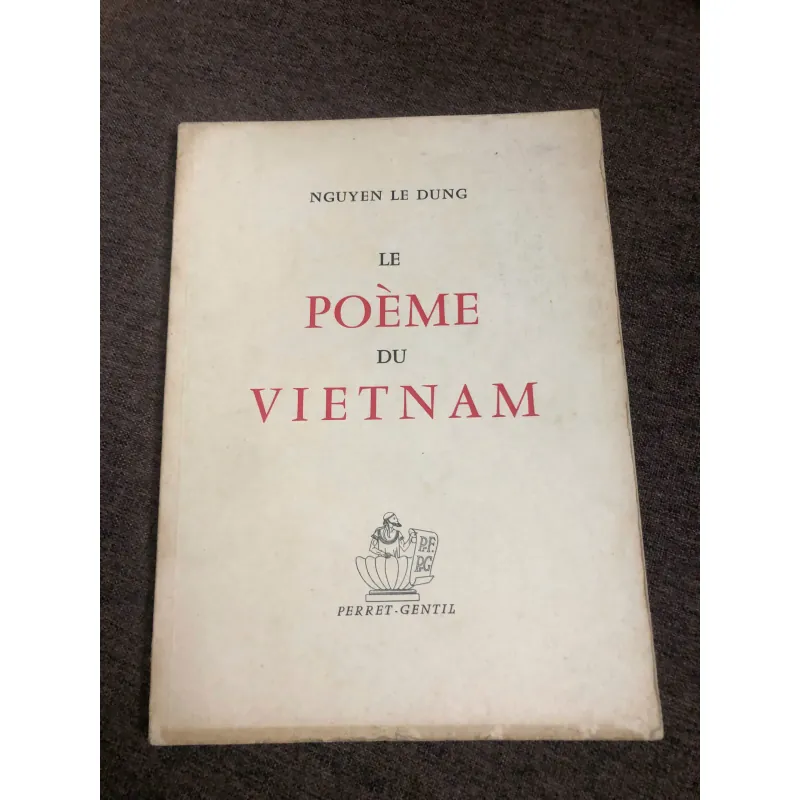 NGUYEN LE DUNG
LE
POÈME
DU
VIETNAM
P.F.
P.G
PERRET-GENTIL